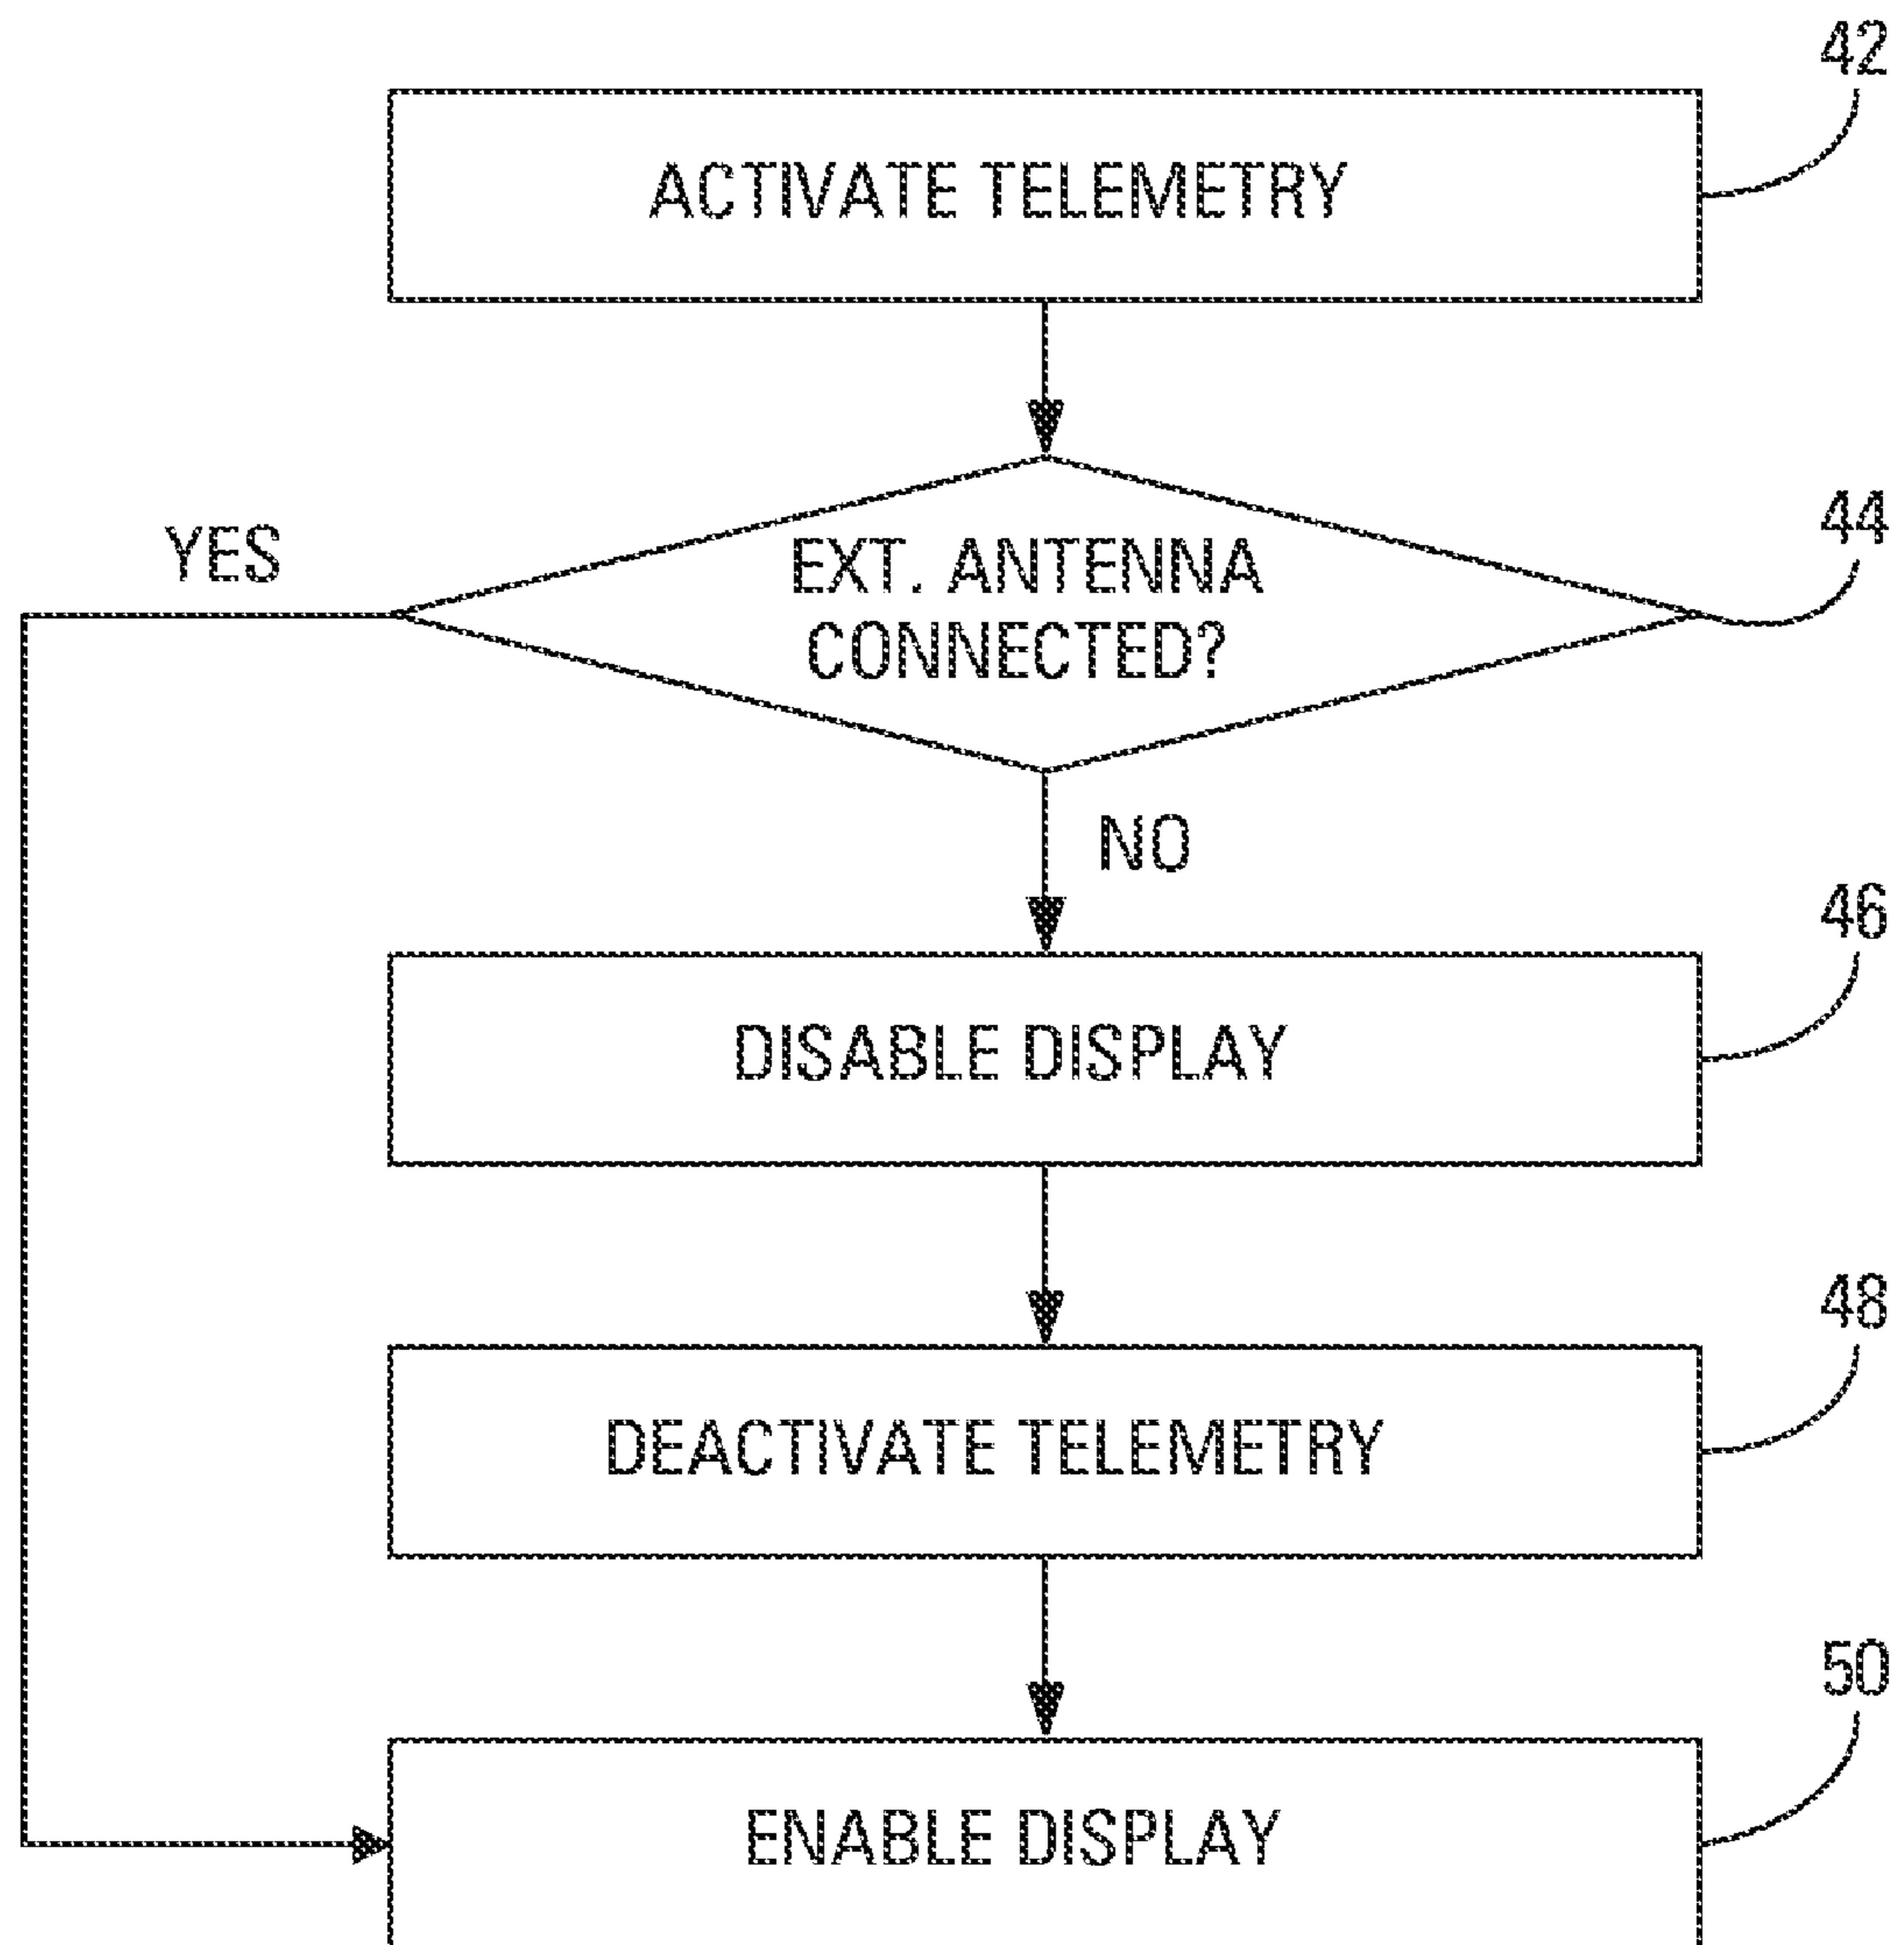 42
ACTIVATE TELEMETRY
44
YES
EXT. ANTENNA
CONNECTED?
NO
46
DISABLE DISPLAY
48
DEACTIVATE TELEMETRY
50
ENABLE DISPLAY